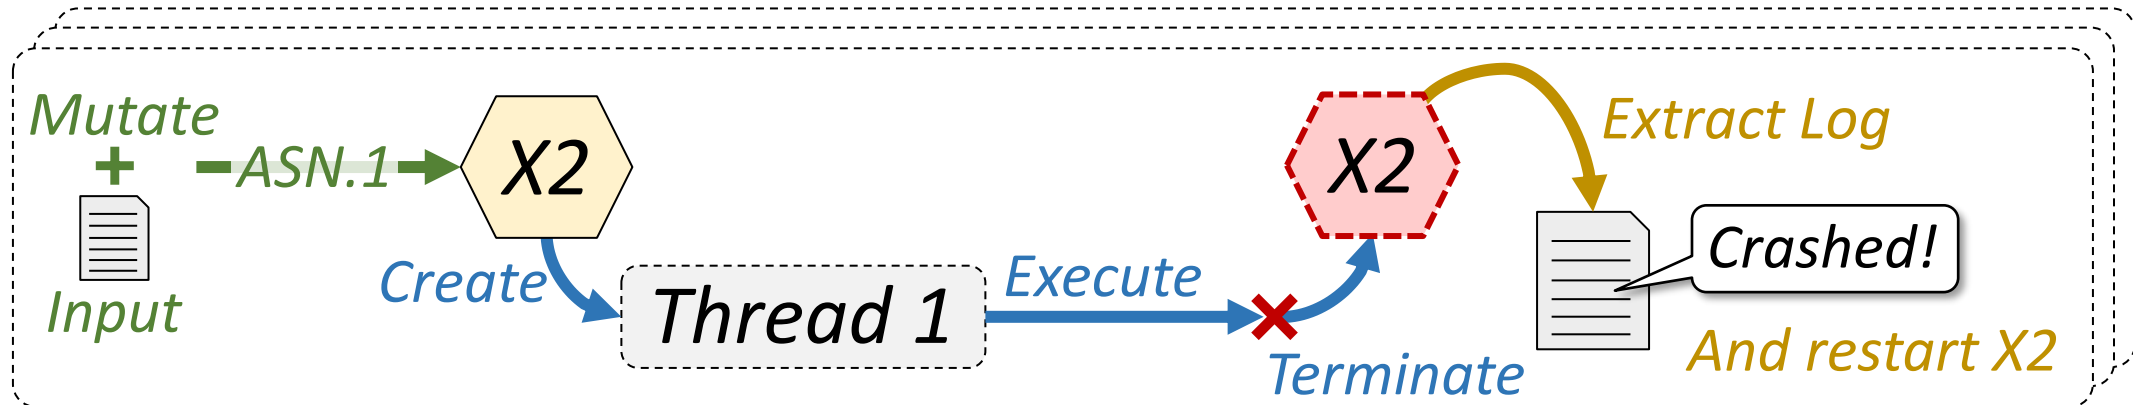 Mutate
+
Input
ASN.1
X2
Create
Thread 1
Execute
Terminate
X2
Extract Log
Crashed!
And restart X2